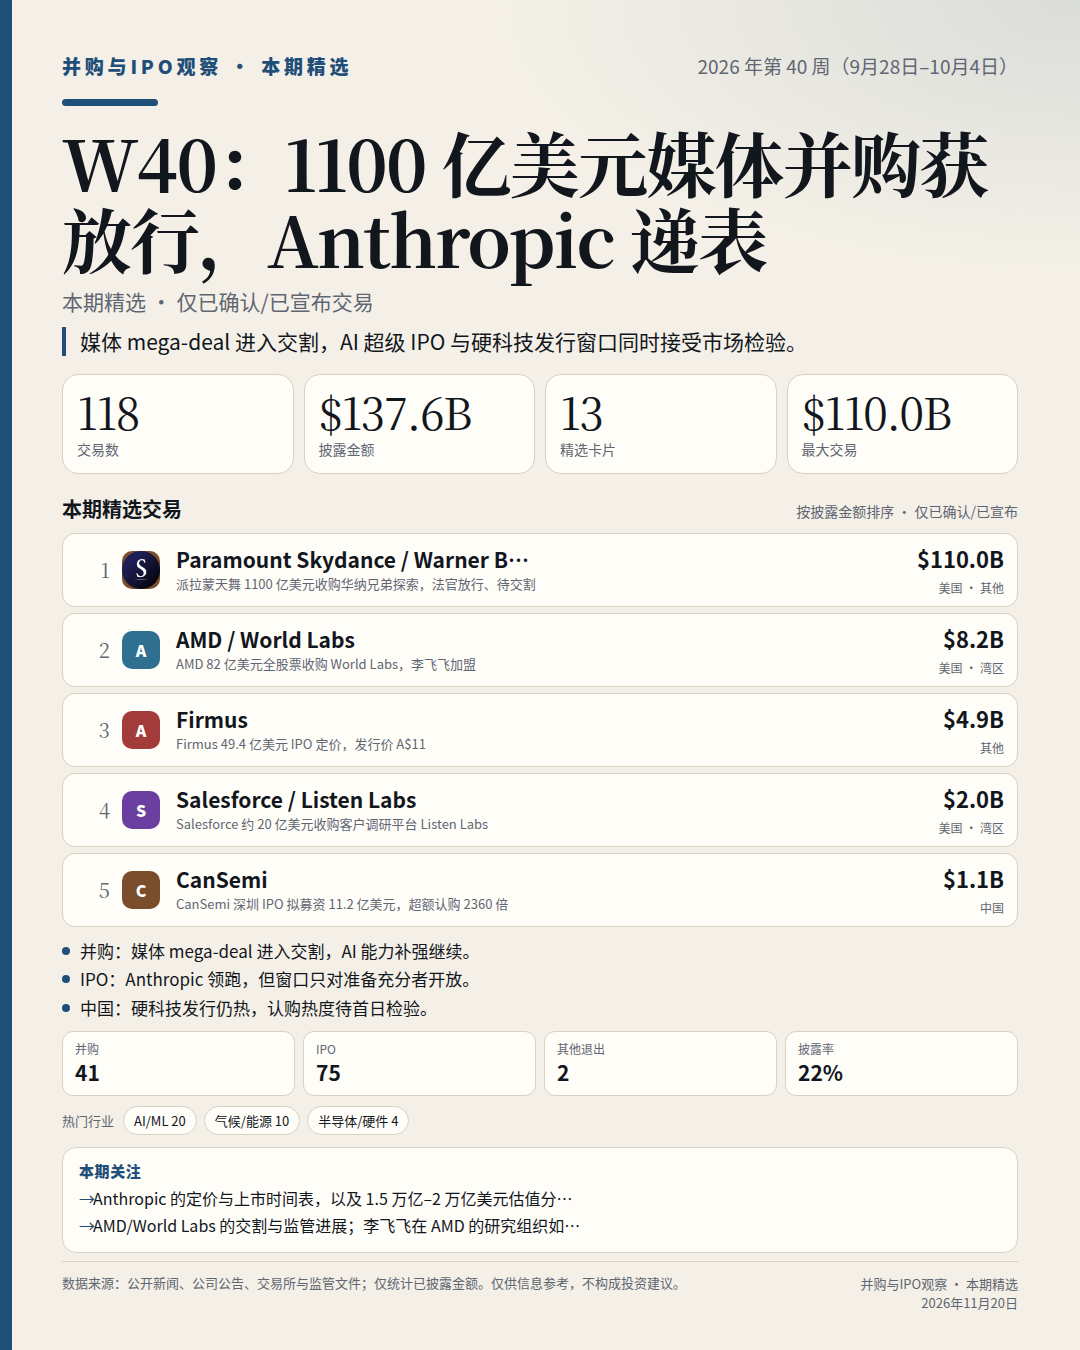 并购与IPO观察 · 本期精选
2026 年第 40 周（9月28日–10月4日）
W40：1100 亿美元媒体并购获
放行，Anthropic 递表
本期精选 · 仅已确认/已宣布交易
媒体 mega-deal 进入交割，AI 超级 IPO 与硬科技发行窗口同时接受市场检验。
118
交易数
$137.6B
披露金额
13
精选卡片
$110.0B
最大交易
本期精选交易
按披露金额排序 · 仅已确认/已宣布
1
S
Paramount Skydance / Warner B…
派拉蒙天舞 1100 亿美元收购华纳兄弟探索，法官放行、待交割
$110.0B
美国 · 其他
2
A
AMD / World Labs
AMD 82 亿美元全股票收购 World Labs，李飞飞加盟
$8.2B
美国 · 湾区
3
A
Firmus
Firmus 49.4 亿美元 IPO 定价，发行价 A$11
$4.9B
其他
4
S
Salesforce / Listen Labs
Salesforce 约 20 亿美元收购客户调研平台 Listen Labs
$2.0B
美国 · 湾区
5
C
CanSemi
CanSemi 深圳 IPO 拟募资 11.2 亿美元，超额认购 2360 倍
$1.1B
中国
并购：媒体 mega-deal 进入交割，AI 能力补强继续。
IPO：Anthropic 领跑，但窗口只对准备充分者开放。
中国：硬科技发行仍热，认购热度待首日检验。
并购
41
IPO
75
其他退出
2
披露率
22%
热门行业
AI/ML 20
气候/能源 10
半导体/硬件 4
本期关注
→Anthropic 的定价与上市时间表，以及 1.5 万亿–2 万亿美元估值分…
→AMD/World Labs 的交割与监管进展；李飞飞在 AMD 的研究组织如…
数据来源：公开新闻、公司公告、交易所与监管文件；仅统计已披露金额。仅供信息参考，不构成投资建议。
并购与IPO观察 · 本期精选
2026年11月20日